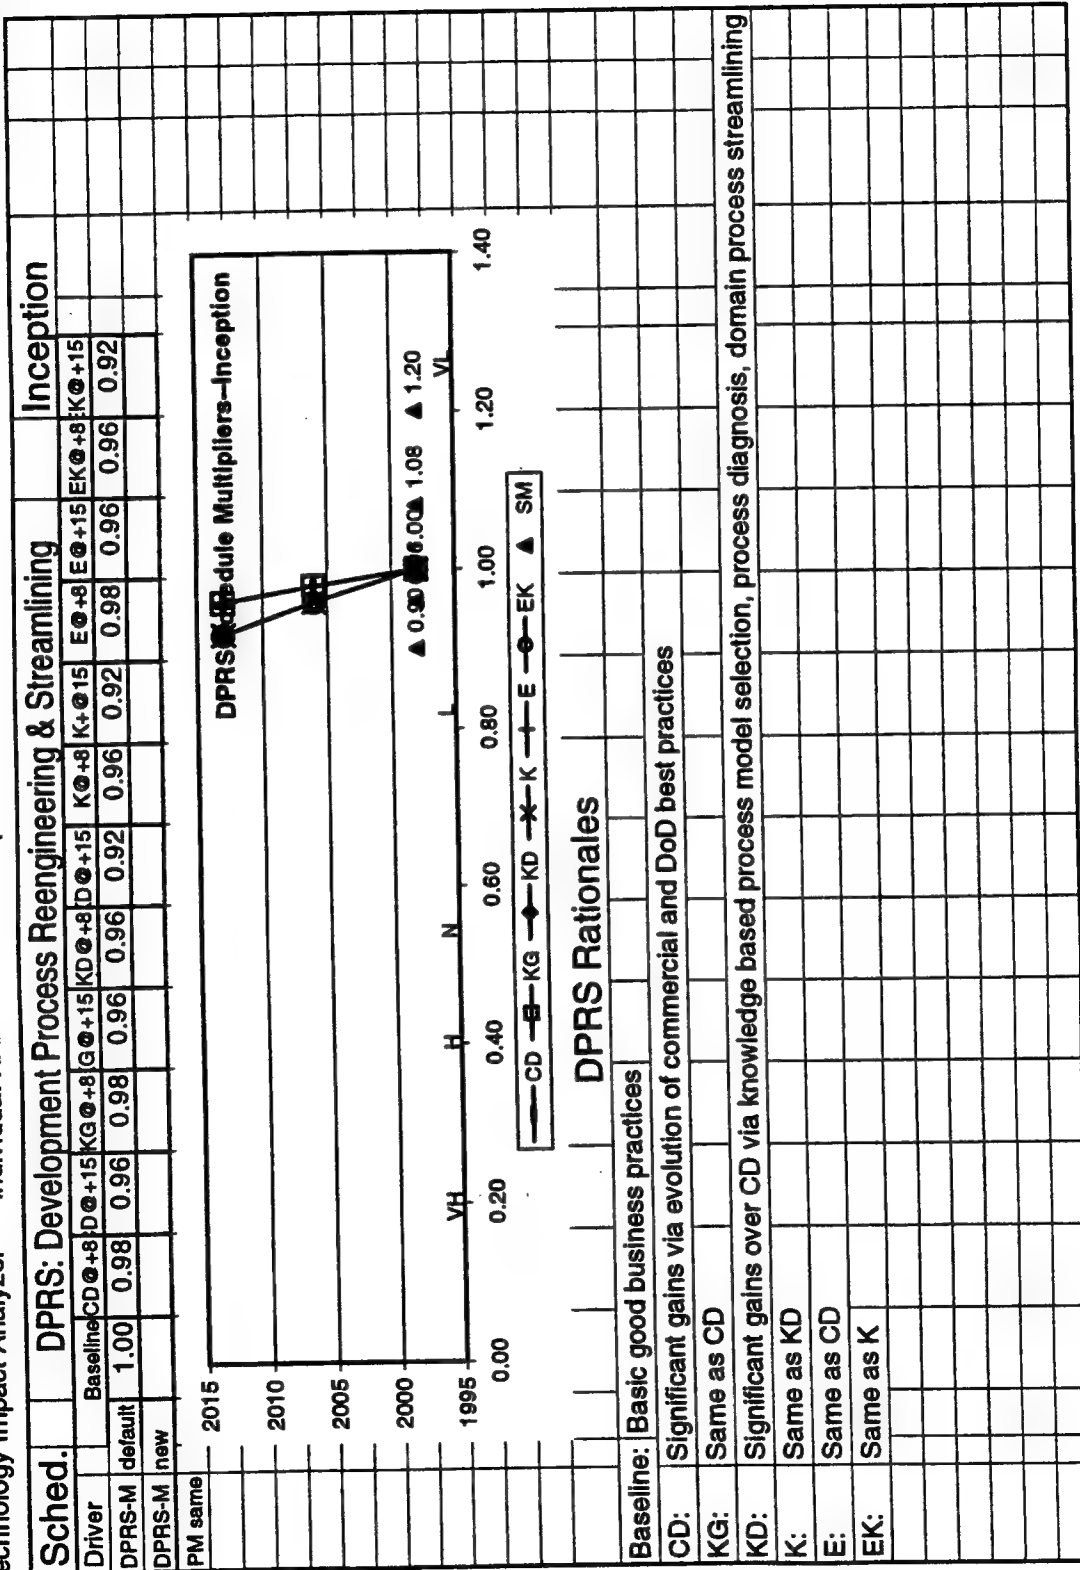 echnology Impact Analyzer
Sched. DPRS: Development Process Reengineering & Streamlining Inception
Driver Baseline CD@+8 D@+15 KG@+8 G@+15 KD@+8 D@+15 K@+8 K+@15 E@+8 E@+15 EK@+8 K@+15
DPRS-M default 1.00 0.98 0.96 0.98 0.96 0.96 0.92 0.96 0.92 0.98 0.96 0.96 0.92
DPRS-M new
PM same
DPRS Schedule Multipliers–Inception
2015
2010
2005
2000
1995
▲ 0.90 ▲ 1.08 ▲ 1.20
VH H N L VL
0.00 0.20 0.40 0.60 0.80 1.00 1.20 1.40
CD KG KD K E EK ▲ SM
DPRS Rationales
Baseline: Basic good business practices
CD: Significant gains via evolution of commercial and DoD best practices
KG: Same as CD
KD: Significant gains over CD via knowledge based process model selection, process diagnosis, domain process streamlining
K: Same as KD
E: Same as CD
EK: Same as K